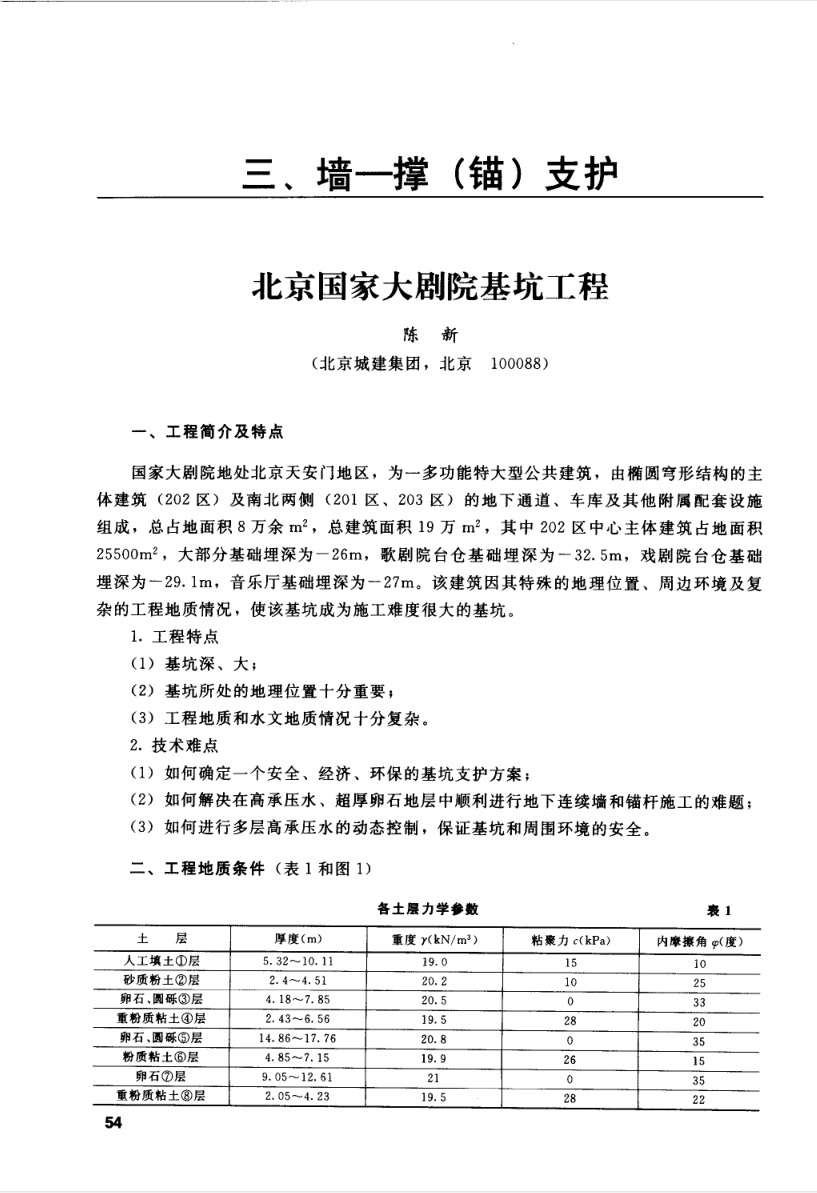 三、墙—撑（锚）支护
北京国家大剧院基坑工程
陈 新
（北京城建集团，北京 100088）
一、工程简介及特点
国家大剧院地处北京天安门地区，为一多功能特大型公共建筑，由椭圆穹形结构的主
体建筑（202 区）及南北两侧（201 区、203 区）的地下通道、车库及其他附属配套设施
组成，总占地面积 8 万余 m²，总建筑面积 19 万 m²，其中 202 区中心主体建筑占地面积
25500m²，大部分基础埋深为－26m，歌剧院台仓基础埋深为－32.5m，戏剧院台仓基础
埋深为－29.1m，音乐厅基础埋深为－27m。该建筑因其特殊的地理位置、周边环境及复
杂的工程地质情况，使该基坑成为施工难度很大的基坑。
1. 工程特点
（1）基坑深、大；
（2）基坑所处的地理位置十分重要；
（3）工程地质和水文地质情况十分复杂。
2. 技术难点
（1）如何确定一个安全、经济、环保的基坑支护方案；
（2）如何解决在高承压水、超厚卵石地层中顺利进行地下连续墙和锚杆施工的难题；
（3）如何进行多层高承压水的动态控制，保证基坑和周围环境的安全。
二、工程地质条件（表 1 和图 1）
各土层力学参数 表 1
土 层 厚度(m) 重度 γ(kN/m³) 粘聚力 c(kPa) 内摩擦角 φ(度)
人工填土①层 5.32～10.11 19.0 15 10
砂质粉土②层 2.4～4.51 20.2 10 25
卵石、圆砾③层 4.18～7.85 20.5 0 33
重粉质粘土④层 2.43～6.56 19.5 28 20
卵石、圆砾⑤层 14.86～17.76 20.8 0 35
粉质粘土⑥层 4.85～7.15 19.9 26 15
卵石⑦层 9.05～12.61 21 0 35
重粉质粘土⑧层 2.05～4.23 19.5 28 22
54